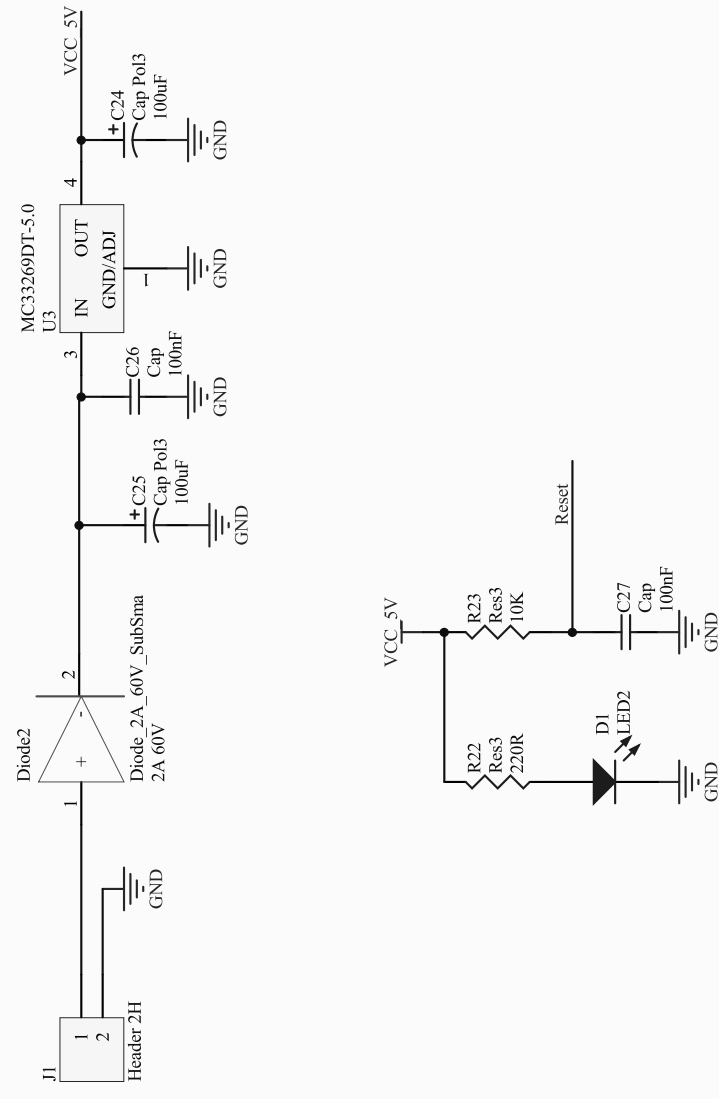 J1
1
2
Header 2H
GND
1
Diode2
+
-
Diode_2A_60V_SubSma
2A 60V
2
+
C25
Cap Pol3
100uF
GND
C26
Cap
100nF
GND
3
MC33269DT-5.0
U3
IN
OUT
GND/ADJ
1
GND
4
+
C24
Cap Pol3
100uF
GND
VCC_5V
VCC_5V
R22
Res3
220R
D1
LED2
GND
R23
Res3
10K
Reset
C27
Cap
100nF
GND